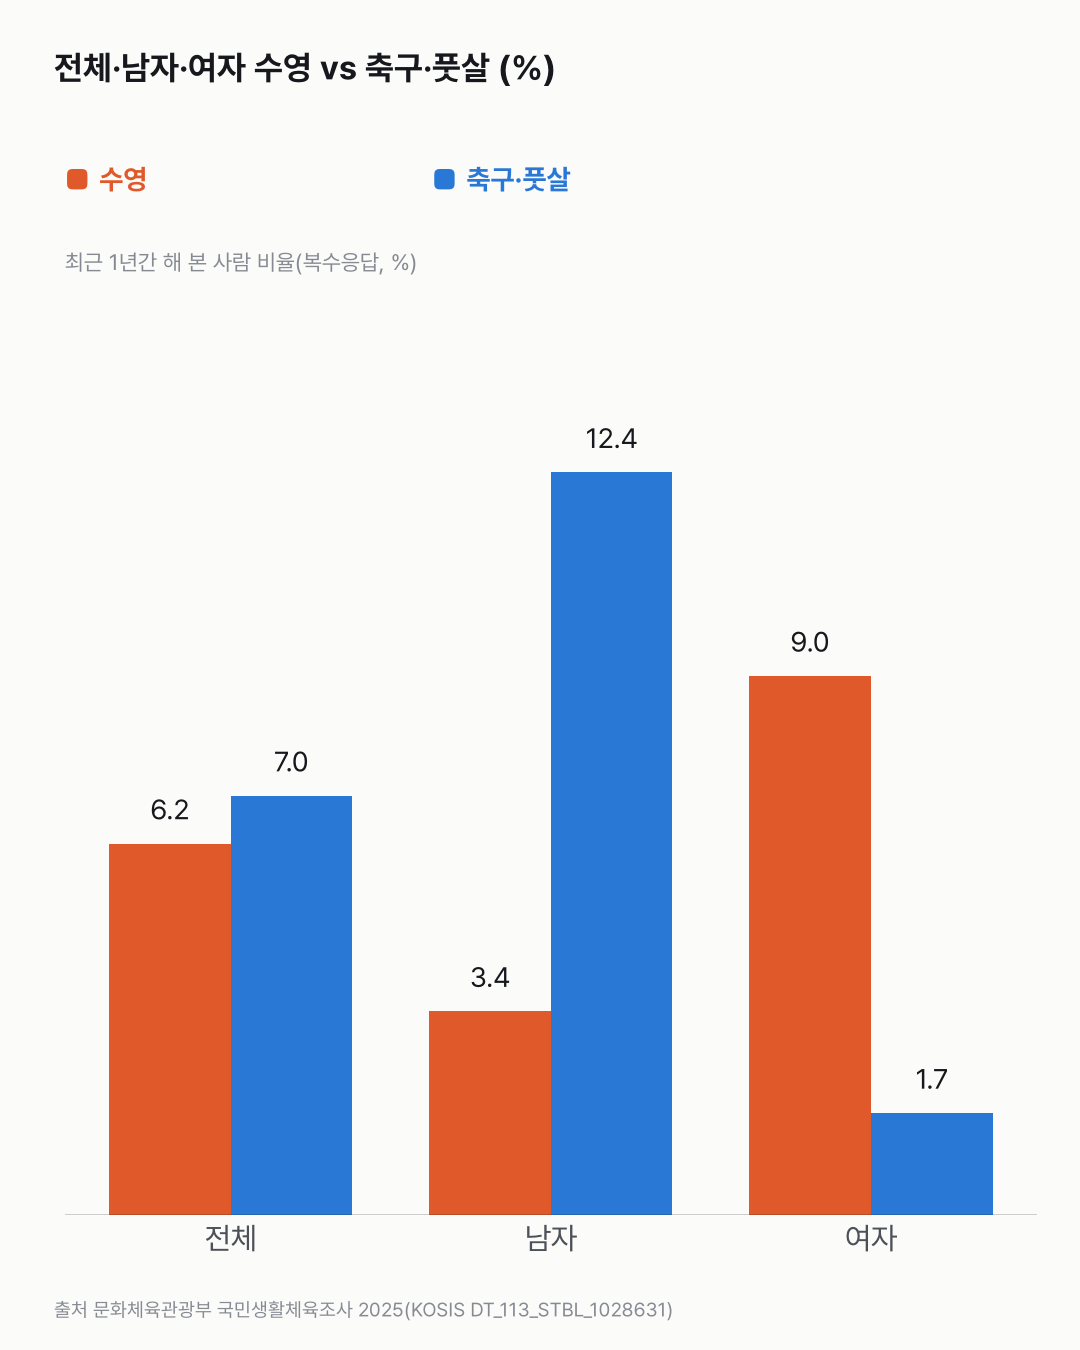 전체·남자·여자 수영 vs 축구·풋살 (%)
수영
축구·풋살
최근 1년간 해 본 사람 비율(복수응답, %)
12.4
9.0
7.0
6.2
3.4
1.7
전체
남자
여자
출처 문화체육관광부 국민생활체육조사 2025(KOSIS DT_113_STBL_1028631)